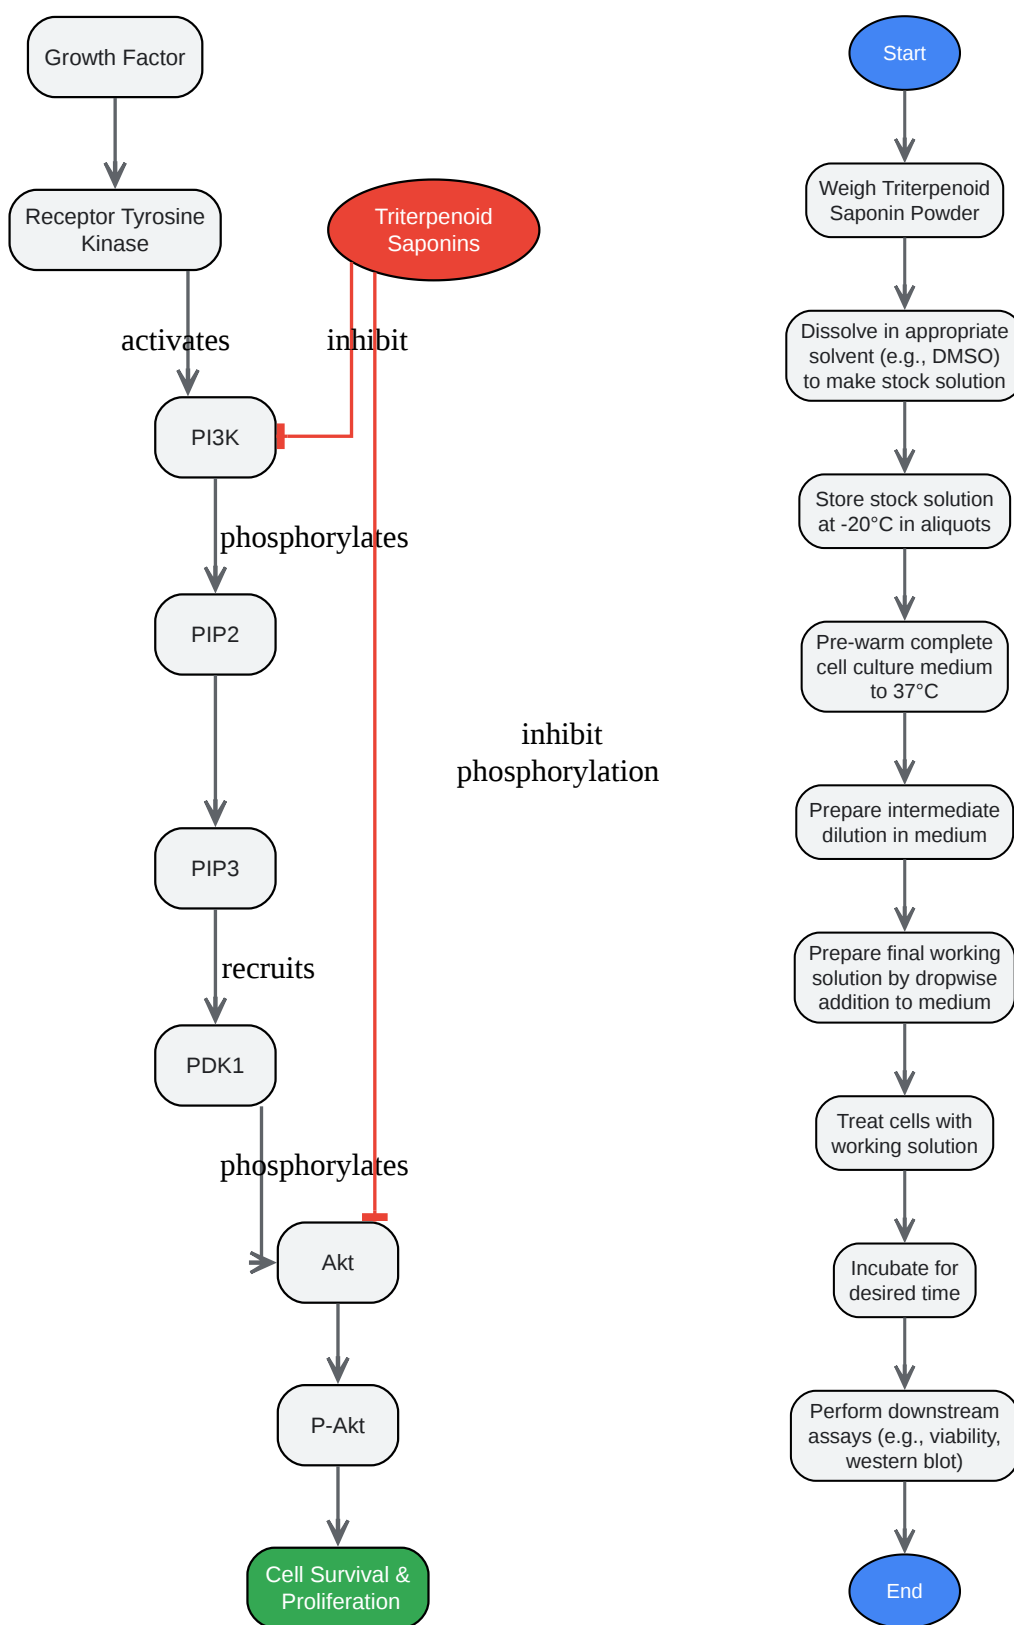 Growth Factor
Receptor Tyrosine
Kinase
Triterpenoid
Saponins
activates
inhibit
PI3K
phosphorylates
PIP2
inhibit
phosphorylation
PIP3
recruits
PDK1
phosphorylates
Akt
P-Akt
Cell Survival &
Proliferation
Start
Weigh Triterpenoid
Saponin Powder
Dissolve in appropriate
solvent (e.g., DMSO)
to make stock solution
Store stock solution
at -20°C in aliquots
Pre-warm complete
cell culture medium
to 37°C
Prepare intermediate
dilution in medium
Prepare final working
solution by dropwise
addition to medium
Treat cells with
working solution
Incubate for
desired time
Perform downstream
assays (e.g., viability,
western blot)
End